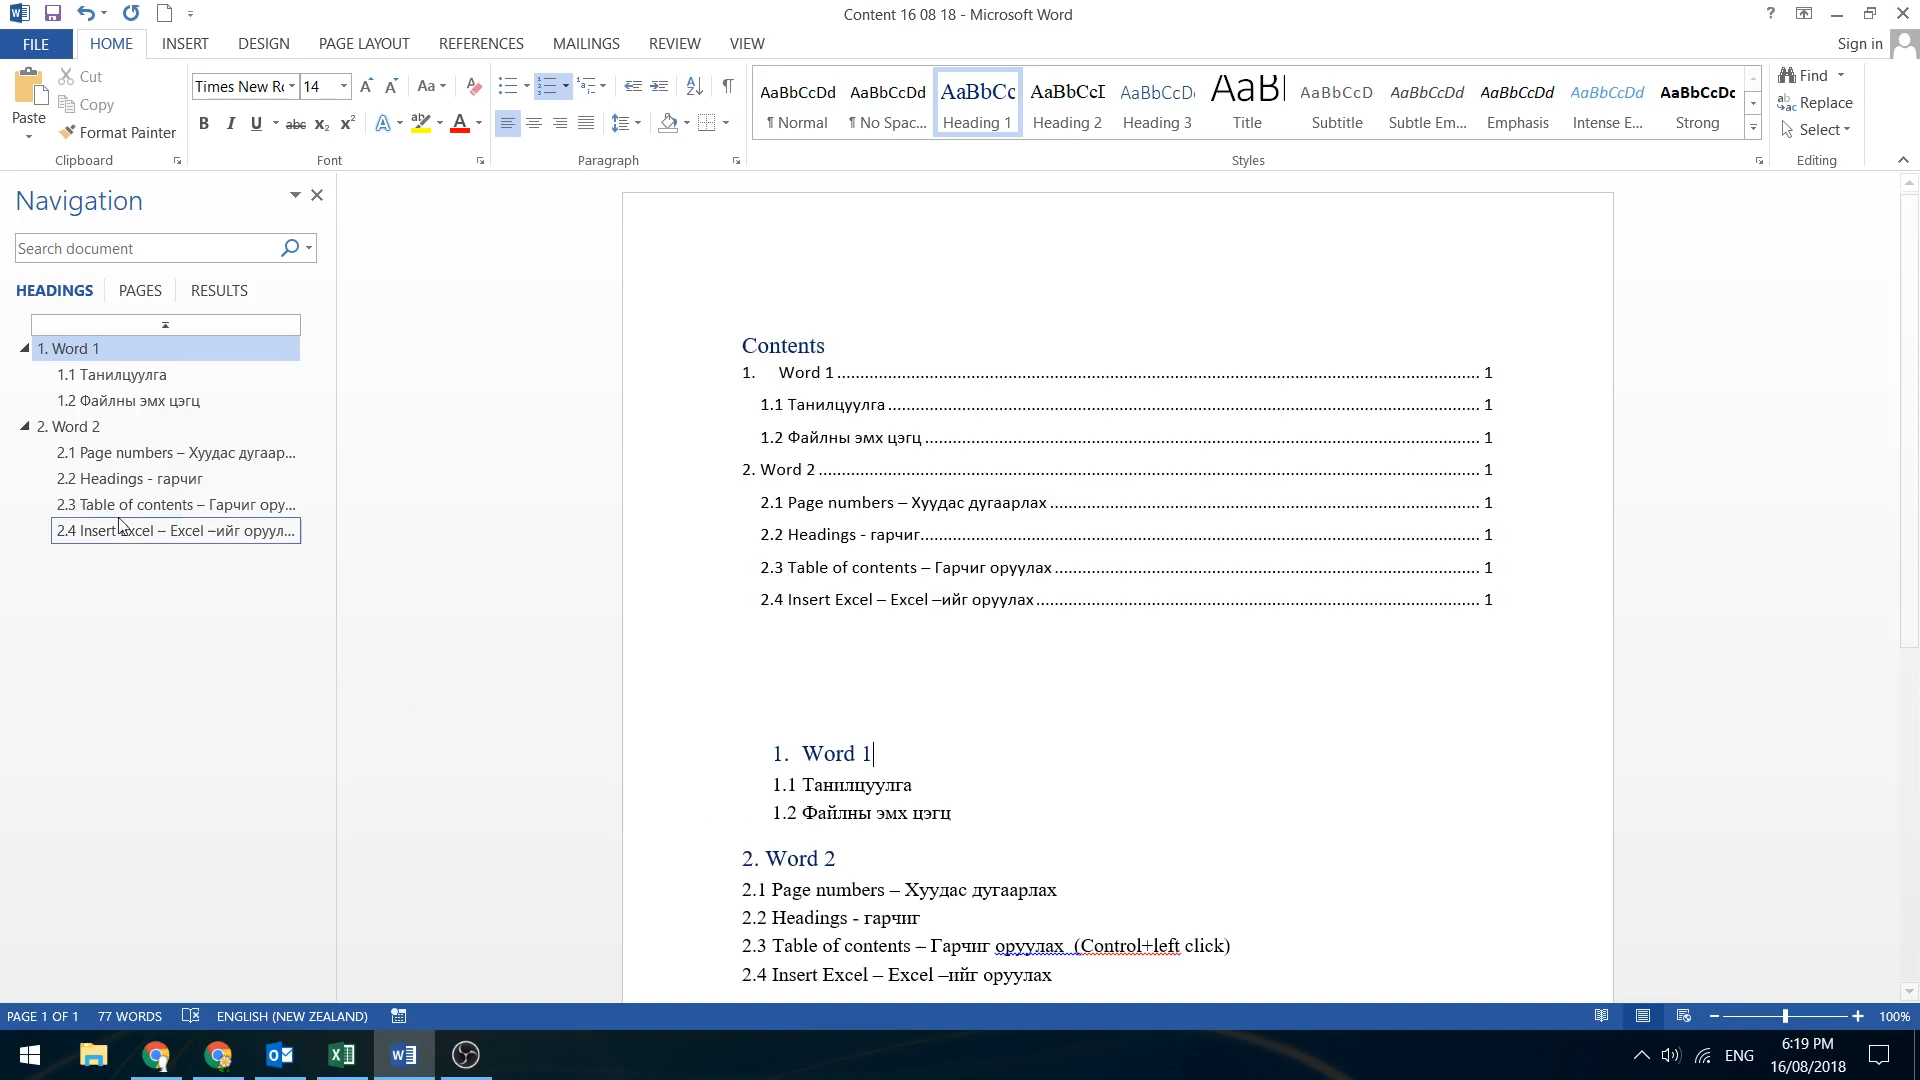 Content 16 08 18 - Microsoft Word
?
FILE HOME INSERT DESIGN PAGE LAYOUT REFERENCES MAILINGS REVIEW VIEW Sign in
Paste
Cut
Copy
Format Painter
Clipboard
Times New Rc 14
Aa
B I U abc X₂ X² A A
Font
Paragraph
AaBbCcDd AaBbCcDd AaBbCc AaBbCcI AaBbCcD AaB AaBbCcD AaBbCcDd AaBbCcDd AaBbCcDd AaBbCcDc
¶ Normal ¶ No Spac... Heading 1 Heading 2 Heading 3 Title Subtitle Subtle Em... Emphasis Intense E... Strong
Styles
Find
Replace
Select
Editing
Navigation
Search document
HEADINGS PAGES RESULTS
1. Word 1
1.1 Танилцуулга
1.2 Файлны эмх цэгц
2. Word 2
2.1 Page numbers – Хуудас дугаар...
2.2 Headings - гарчиг
2.3 Table of contents – Гарчиг ору...
2.4 Insert Excel – Excel –ийг оруул...
Contents
1. Word 1 ........ 1
1.1 Танилцуулга ........ 1
1.2 Файлны эмх цэгц ........ 1
2. Word 2 ........ 1
2.1 Page numbers – Хуудас дугаарлах ........ 1
2.2 Headings - гарчиг ........ 1
2.3 Table of contents – Гарчиг оруулах ........ 1
2.4 Insert Excel – Excel –ийг оруулах ........ 1
1. Word 1
1.1 Танилцуулга
1.2 Файлны эмх цэгц
2. Word 2
2.1 Page numbers – Хуудас дугаарлах
2.2 Headings - гарчиг
2.3 Table of contents – Гарчиг оруулах (Control+left click)
2.4 Insert Excel – Excel –ийг оруулах
PAGE 1 OF 1 77 WORDS ENGLISH (NEW ZEALAND) 100%
ENG
6:19 PM
16/08/2018